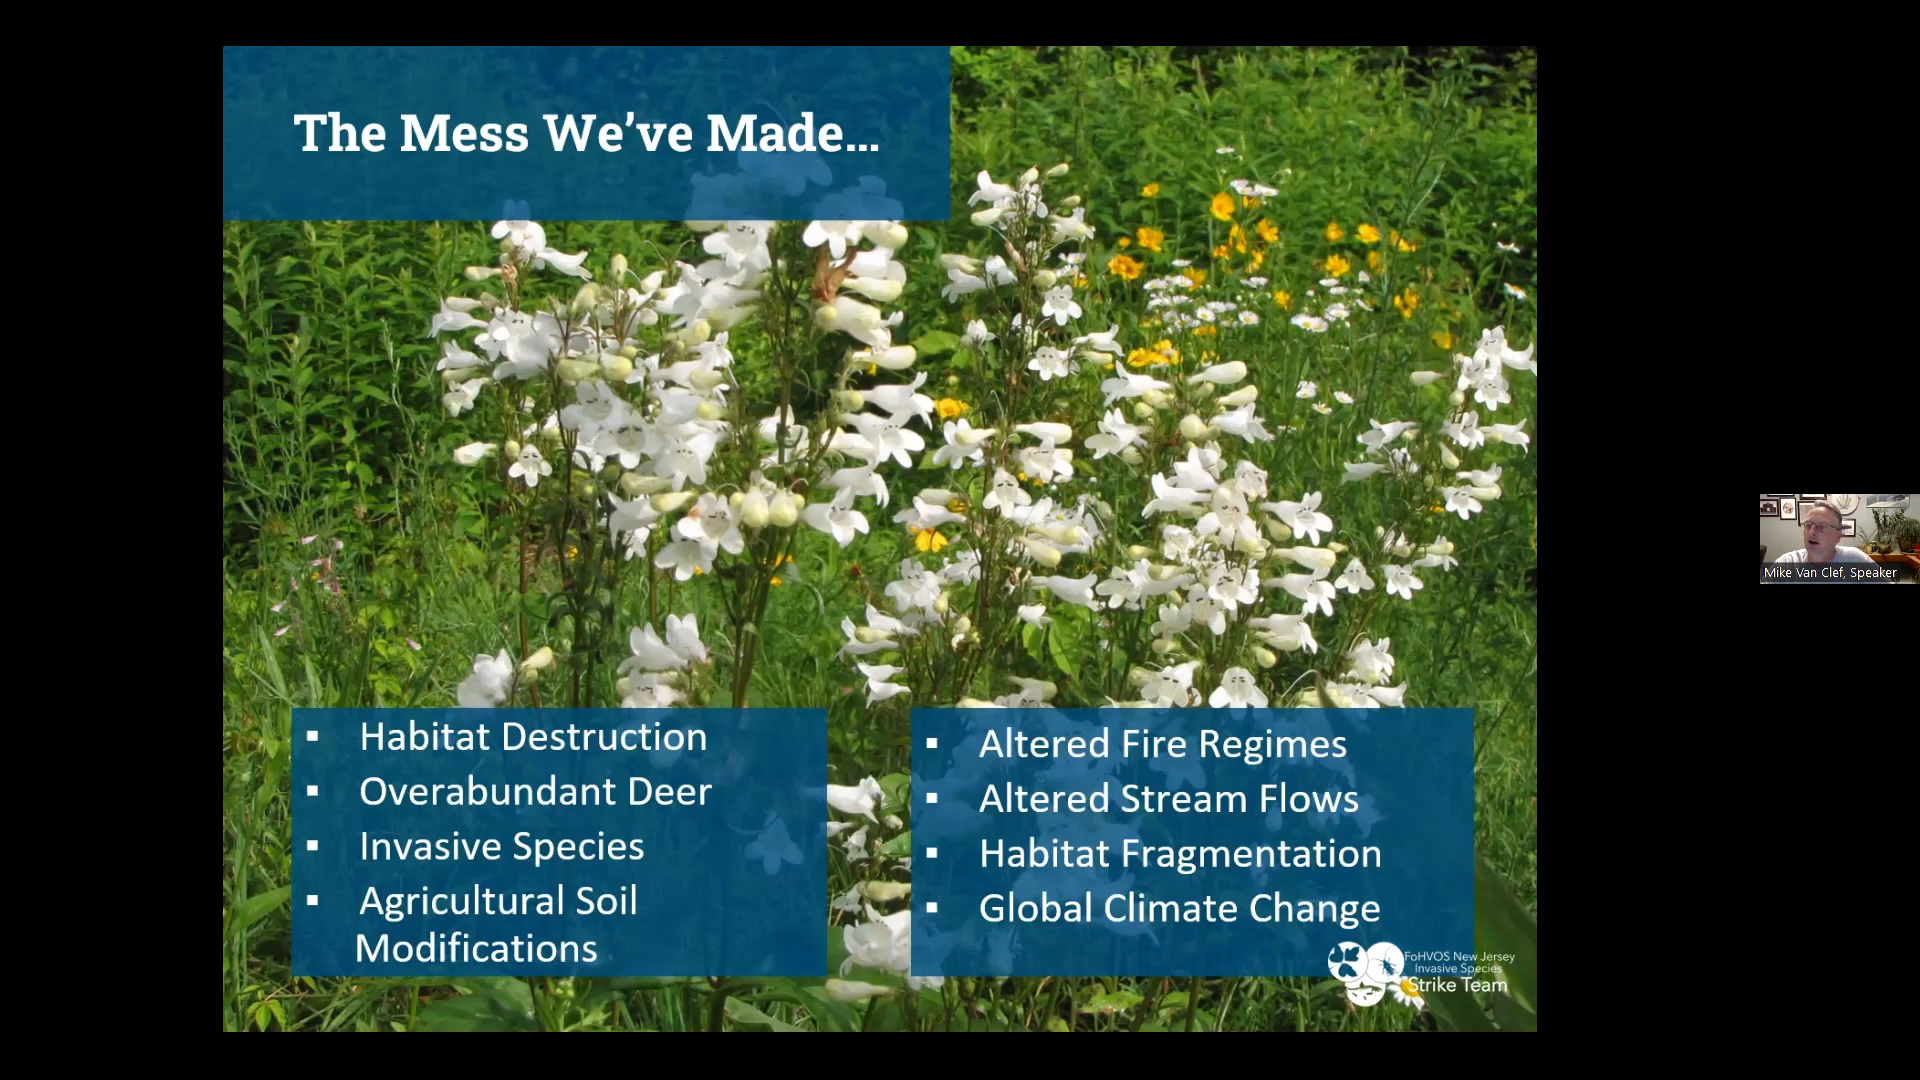 The Mess We've Made...
▪ Habitat Destruction
▪ Overabundant Deer
▪ Invasive Species
▪ Agricultural Soil
Modifications
▪ Altered Fire Regimes
▪ Altered Stream Flows
▪ Habitat Fragmentation
▪ Global Climate Change
FoHVOS New Jersey
Invasive Species
Strike Team
Mike Van Clef, Speaker